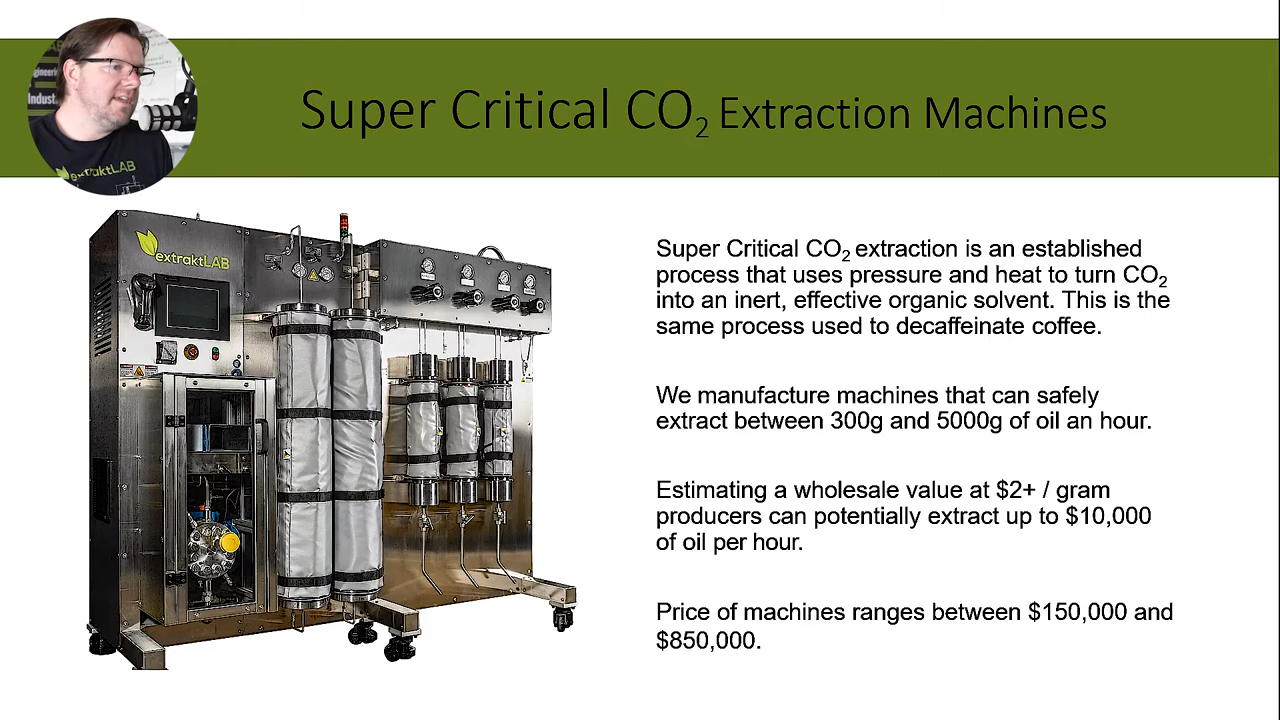 Super Critical CO₂ Extraction Machines
Indust
extraktLAB
extraktLAB
Super Critical CO₂ extraction is an established
process that uses pressure and heat to turn CO₂
into an inert, effective organic solvent. This is the
same process used to decaffeinate coffee.
We manufacture machines that can safely
extract between 300g and 5000g of oil an hour.
Estimating a wholesale value at $2+ / gram
producers can potentially extract up to $10,000
of oil per hour.
Price of machines ranges between $150,000 and
$850,000.